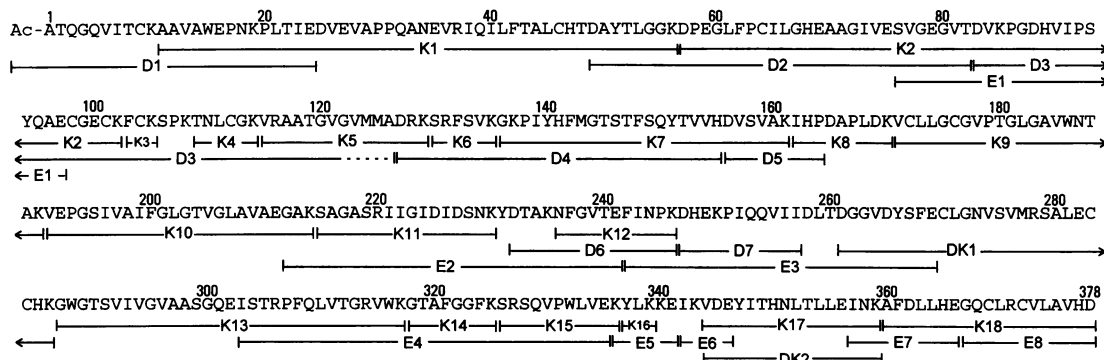 1 20 40 60 80
Ac-ATQGQVITCKAAVAWEPNKPLTIEDVEVAPPQANEVRIQILFTALCHTDAYTLGGKDPEGLFPCILGHEAAGIVESVGEGVTDVKPGDHVIPS
K1 K2
D1 D2 D3
E1
100 120 140 160 180
YQAECGECKFCKSPKTNLCGKVRAATGVGVMMADRKSRFSVKGKPIYHFMGTSTFSQYTVVHDVSVAKIHPDAPLDKVCLLGCGVPTGLGAVWNT
K2 K3 K4 K5 K6 K7 K8 K9
D3 D4 D5
E1
200 220 240 260 280
AKVEPGSIVAIFGLGTVGLAVAEGAKSAGASRIIGIDIDSNKYDTAKNFGVTEFINPKDHEKPIQQVIIDLTDGGVDYSFECLGNVSVMRSALEC
K10 K11 K12
D6 D7 DK1
E2 E3
300 320 340 360 378
CHKGWGTSVIVGVAASGQEISTRPFQLVTGRVWKGTAFGGFKSRSQVPWLVEKYLKKEIKVDEYITHNLTLLEINKAFDLLHEGQCLRCVLAVHD
K13 K14 K15 K16 K17 K18
E4 E5 E6 E7 E8
DK2